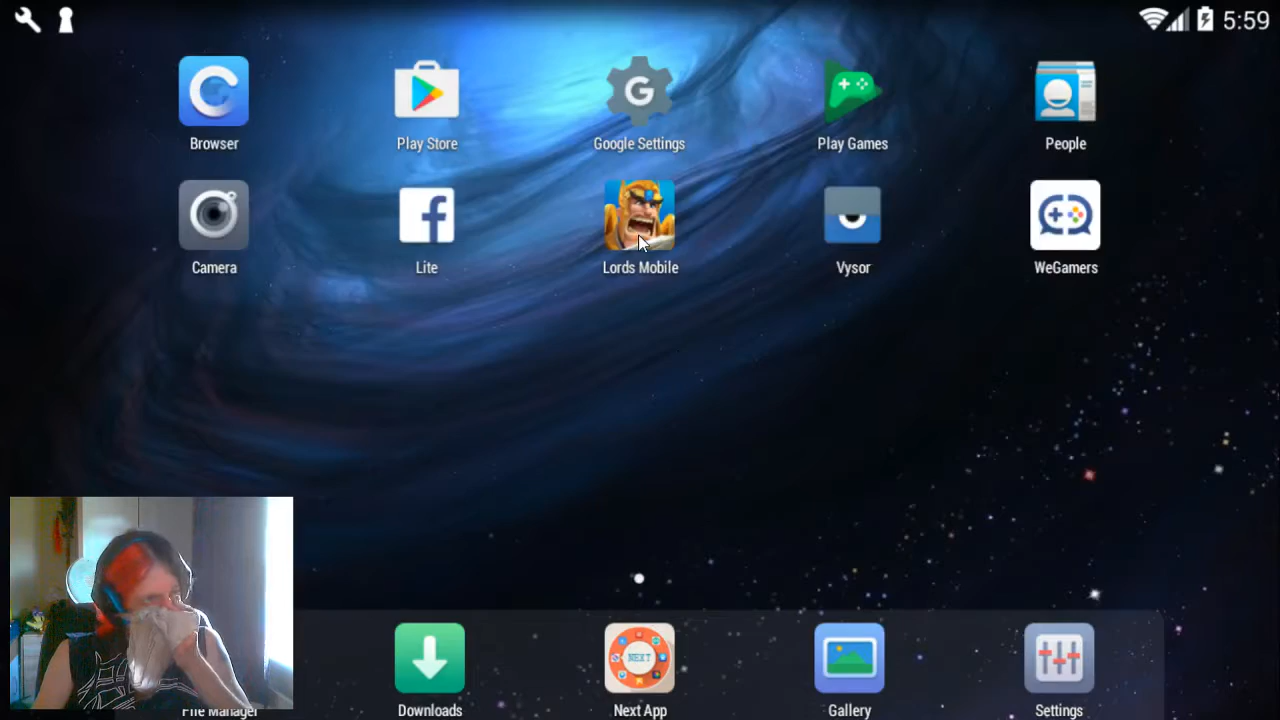 5:59
Browser
Play Store
Google Settings
Play Games
People
Camera
Lite
Lords Mobile
Vysor
WeGamers
NEXT
File Manager
Downloads
Next App
Gallery
Settings